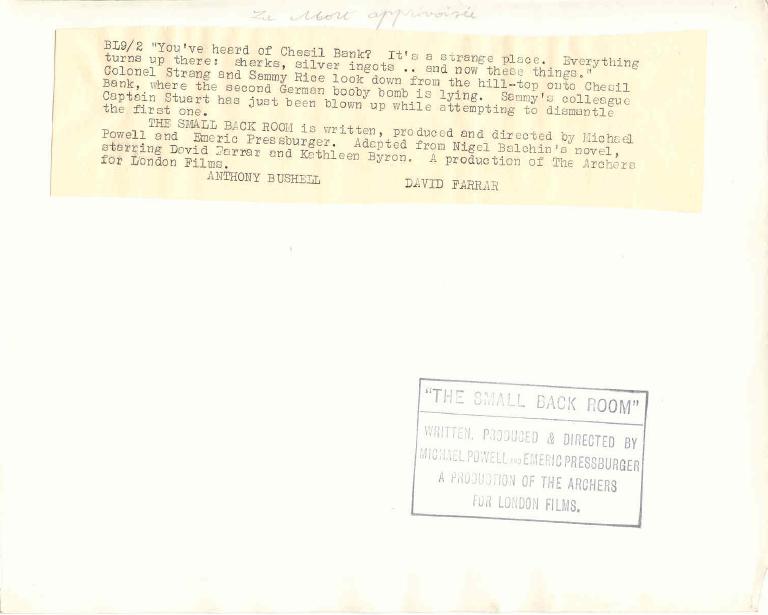 La Mort apprivoisée
BL9/2 "You've heard of Chesil Bank?  It's a strange place.  Everything
turns up there:  sharks, silver ingots .. and now these things."
Colonel Strang and Sammy Rice look down from the hill-top onto Chesil
Bank, where the second German booby bomb is lying.  Sammy's colleague
Captain Stuart has just been blown up while attempting to dismantle
the first one.
THE SMALL BACK ROOM is written, produced and directed by Michael
Powell and  Emeric Pressburger.  Adapted from Nigel Balchin's novel,
starring David Farrar and Kathleen Byron.  A production of The Archers
for London Films.
ANTHONY BUSHELL DAVID FARRAR
"THE SMALL BACK ROOM"
WRITTEN, PRODUCED & DIRECTED BY
MICHAEL POWELL AND EMERIC PRESSBURGER
A PRODUCTION OF THE ARCHERS
FOR LONDON FILMS.